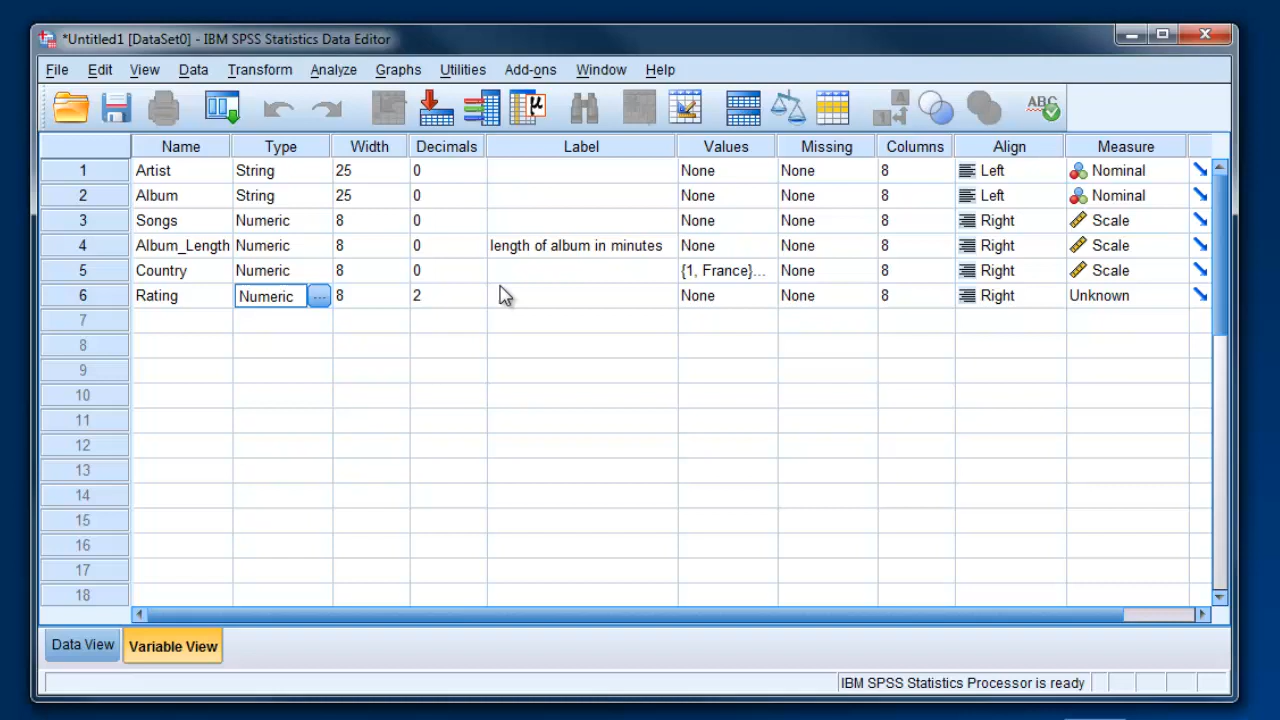 *Untitled1 [DataSet0] - IBM SPSS Statistics Data Editor
File Edit View Data Transform Analyze Graphs Utilities Add-ons Window Help
Name Type Width Decimals Label Values Missing Columns Align Measure
1 Artist String 25 0 None None 8 Left Nominal
2 Album String 25 0 None None 8 Left Nominal
3 Songs Numeric 8 0 None None 8 Right Scale
4 Album_Length Numeric 8 0 length of album in minutes None None 8 Right Scale
5 Country Numeric 8 0 {1, France}... None 8 Right Scale
6 Rating Numeric ... 8 2 None None 8 Right Unknown
7
8
9
10
11
12
13
14
15
16
17
18
Data View Variable View
IBM SPSS Statistics Processor is ready